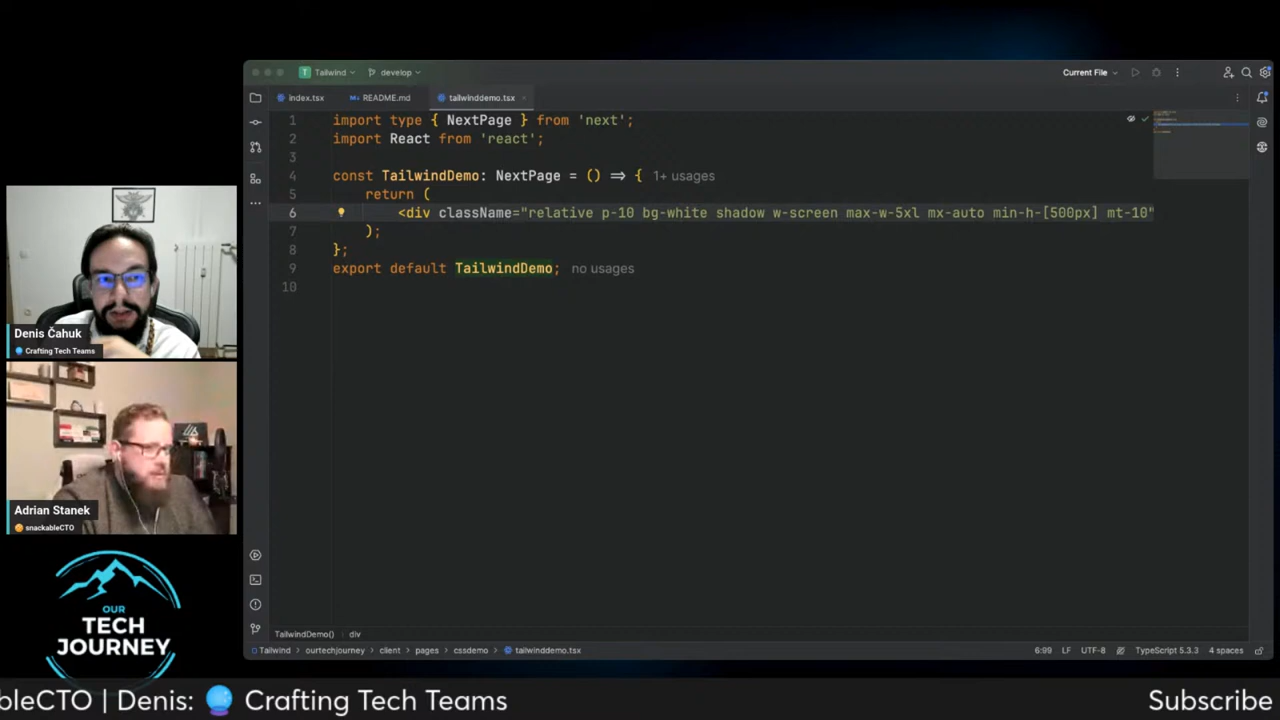 Tailwind
develop
Current File
index.tsx
README.md
tailwinddemo.tsx
1 import type { NextPage } from 'next';
2 import React from 'react';
3
4 const TailwindDemo: NextPage = () => { 1+ usages
5 return (
6 <div className="relative p-10 bg-white shadow w-screen max-w-5xl mx-auto min-h-[500px] mt-10"
7 );
8 };
9 export default TailwindDemo; no usages
10
Denis Čahuk
Crafting Tech Teams
Adrian Stanek
snackableCTO
OUR
TECH
JOURNEY
TailwindDemo() div
Tailwind > ourtechjourney > client > pages > cssdemo > tailwinddemo.tsx
6:99 LF UTF-8 TypeScript 5.3.3 4 spaces
bleCTO | Denis: 🔮 Crafting Tech Teams
Subscribe